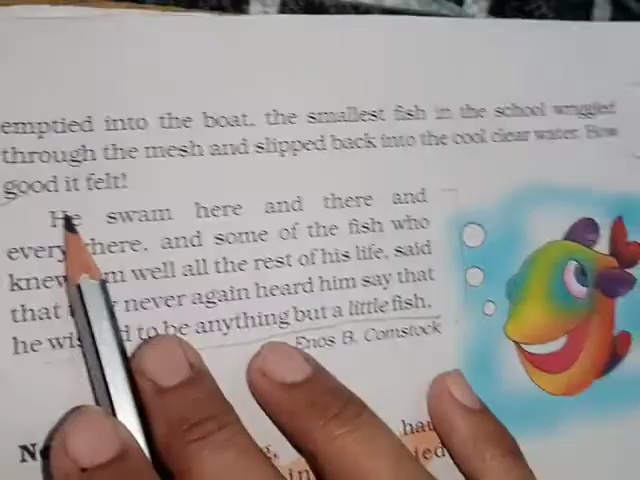 emptied into the boat, the smallest fish in the school wriggled
through the mesh and slipped back into the cool clear water. How
good it felt!
He swam here and there and
everywhere, and some of the fish who
knew him well all the rest of his life, said
that never again heard him say that
he to be anything but a little fish.
Enos B. Comstock